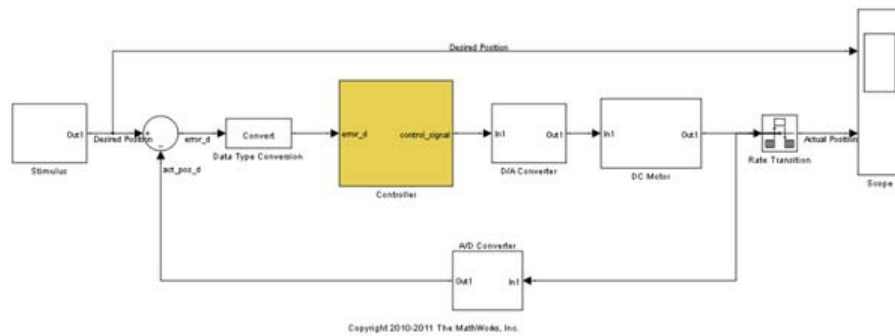 Desired Position
Out1
Desired Position
Stimulus
+
−
error_d
act_pos_d
Convert
Data Type Conversion
error_d
control_signal
Controller
In1
Out1
D/A Converter
In1
Out1
DC Motor
Rate Transition
Actual Position
Scope
A/D Converter
Out1
In1
Copyright 2010-2011 The MathWorks, Inc.